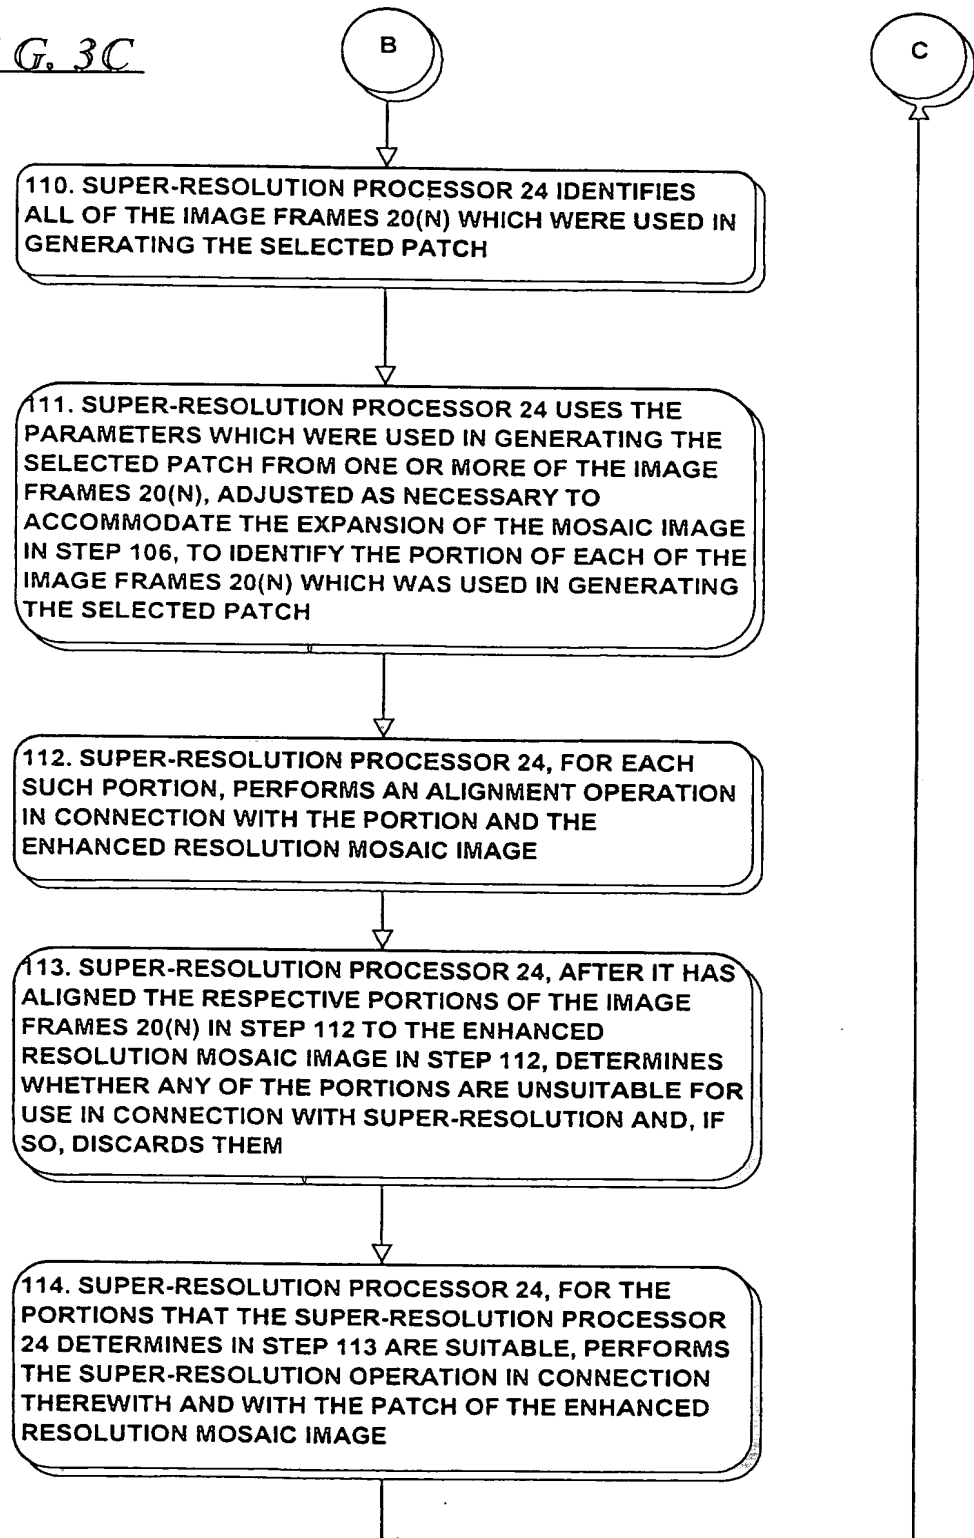 G. 3C
B
C
110. SUPER-RESOLUTION PROCESSOR 24 IDENTIFIES
ALL OF THE IMAGE FRAMES 20(N) WHICH WERE USED IN
GENERATING THE SELECTED PATCH
111. SUPER-RESOLUTION PROCESSOR 24 USES THE
PARAMETERS WHICH WERE USED IN GENERATING THE
SELECTED PATCH FROM ONE OR MORE OF THE IMAGE
FRAMES 20(N), ADJUSTED AS NECESSARY TO
ACCOMMODATE THE EXPANSION OF THE MOSAIC IMAGE
IN STEP 106, TO IDENTIFY THE PORTION OF EACH OF THE
IMAGE FRAMES 20(N) WHICH WAS USED IN GENERATING
THE SELECTED PATCH
112. SUPER-RESOLUTION PROCESSOR 24, FOR EACH
SUCH PORTION, PERFORMS AN ALIGNMENT OPERATION
IN CONNECTION WITH THE PORTION AND THE
ENHANCED RESOLUTION MOSAIC IMAGE
113. SUPER-RESOLUTION PROCESSOR 24, AFTER IT HAS
ALIGNED THE RESPECTIVE PORTIONS OF THE IMAGE
FRAMES 20(N) IN STEP 112 TO THE ENHANCED
RESOLUTION MOSAIC IMAGE IN STEP 112, DETERMINES
WHETHER ANY OF THE PORTIONS ARE UNSUITABLE FOR
USE IN CONNECTION WITH SUPER-RESOLUTION AND, IF
SO, DISCARDS THEM
114. SUPER-RESOLUTION PROCESSOR 24, FOR THE
PORTIONS THAT THE SUPER-RESOLUTION PROCESSOR
24 DETERMINES IN STEP 113 ARE SUITABLE, PERFORMS
THE SUPER-RESOLUTION OPERATION IN CONNECTION
THEREWITH AND WITH THE PATCH OF THE ENHANCED
RESOLUTION MOSAIC IMAGE